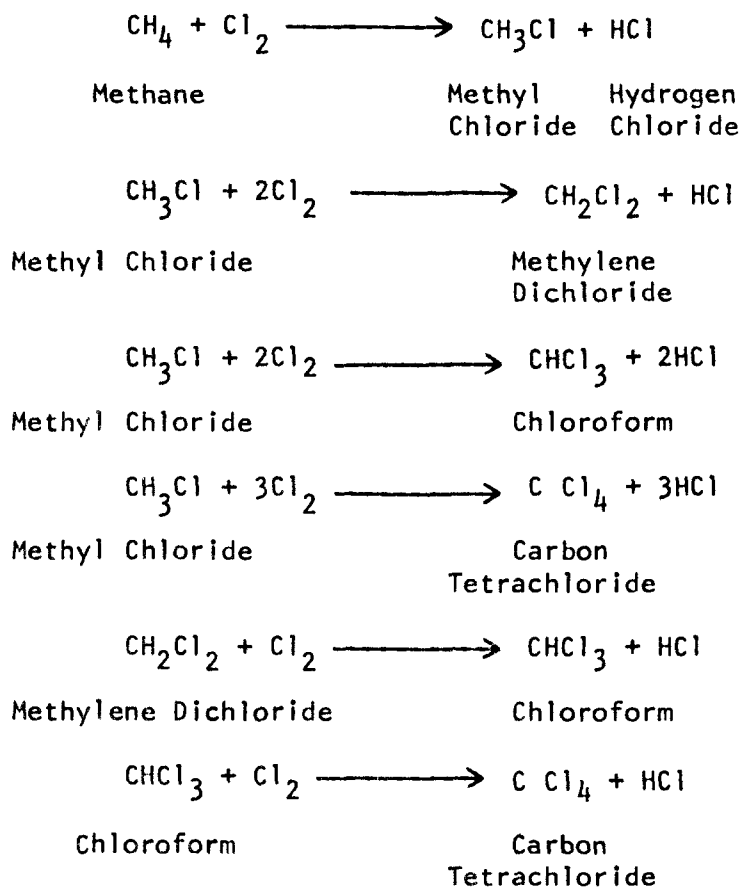 CH₄ + Cl₂ ⟶ CH₃Cl + HCl
Methane Methyl Hydrogen
Chloride Chloride
CH₃Cl + 2Cl₂ ⟶ CH₂Cl₂ + HCl
Methyl Chloride Methylene
Dichloride
CH₃Cl + 2Cl₂ ⟶ CHCl₃ + 2HCl
Methyl Chloride Chloroform
CH₃Cl + 3Cl₂ ⟶ C Cl₄ + 3HCl
Methyl Chloride Carbon
Tetrachloride
CH₂Cl₂ + Cl₂ ⟶ CHCl₃ + HCl
Methylene Dichloride Chloroform
CHCl₃ + Cl₂ ⟶ C Cl₄ + HCl
Chloroform Carbon
Tetrachloride